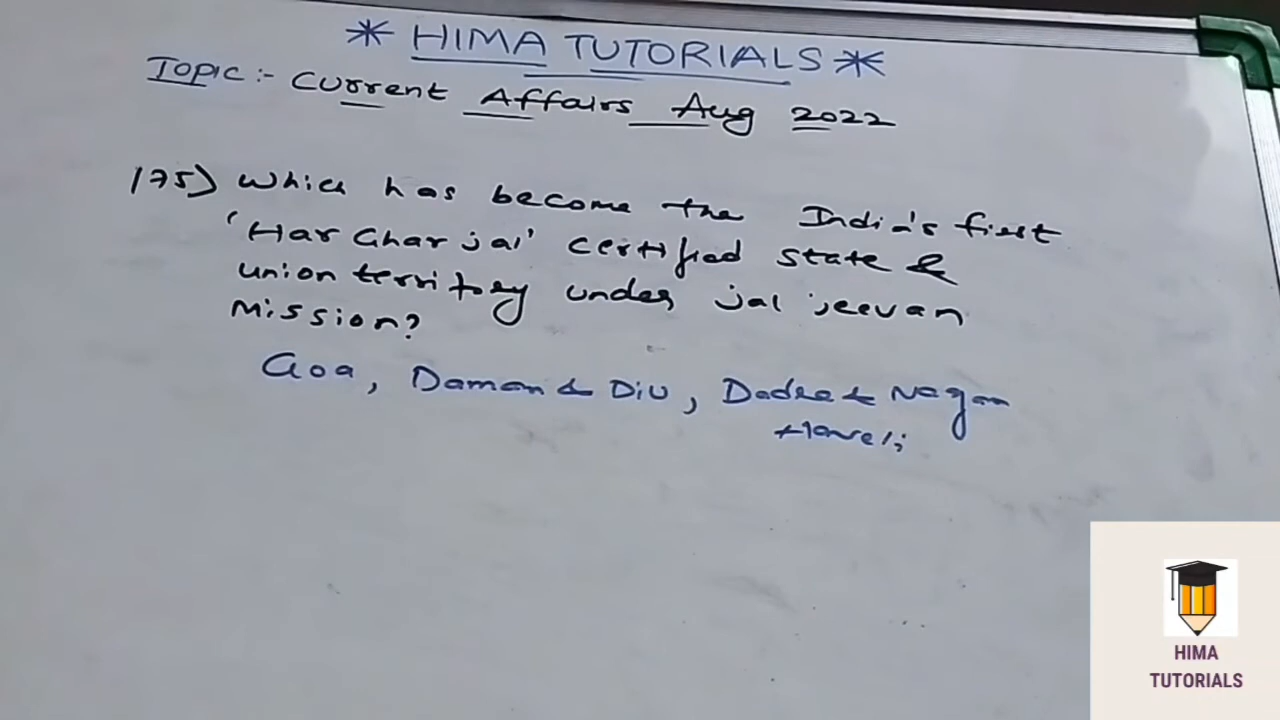 * HIMA TUTORIALS *
Topic:- Current Affairs Aug 2022
175) Which has become the India's first
'Har Ghar jal' certified state &
union territory under jal jeevan
Mission?
Goa, Daman & Diu, Dadra & Nagar
Haveli
HIMA
TUTORIALS